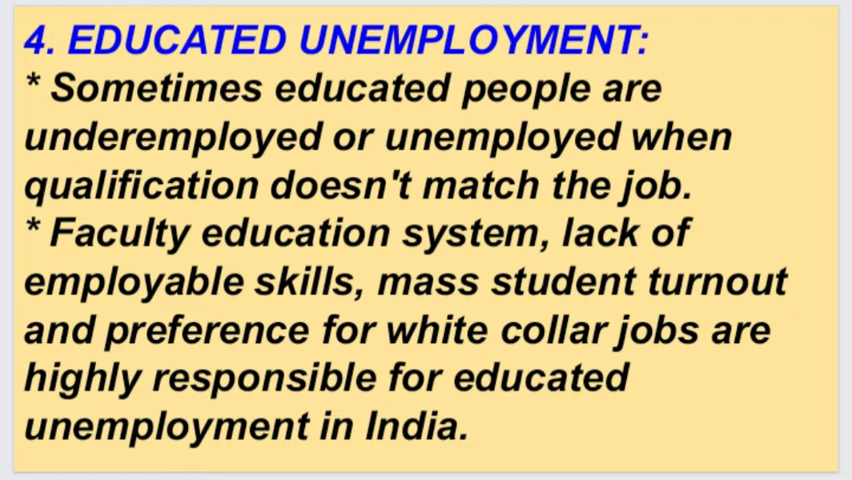 4. EDUCATED UNEMPLOYMENT:
* Sometimes educated people are
underemployed or unemployed when
qualification doesn't match the job.
* Faculty education system, lack of
employable skills, mass student turnout
and preference for white collar jobs are
highly responsible for educated
unemployment in India.